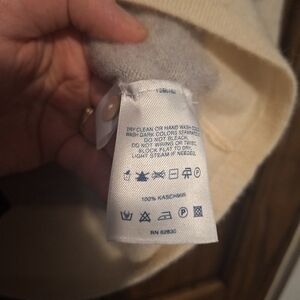 DRY CLEAN OR HAND WASH COLD
WASH DARK COLORS SEPARATELY
DO NOT BLEACH.
DO NOT WRING OR TWIST.
BLOCK FLAT TO DRY.
LIGHT STEAM IF NEEDED.
100% KASCHMIR
RN 82830